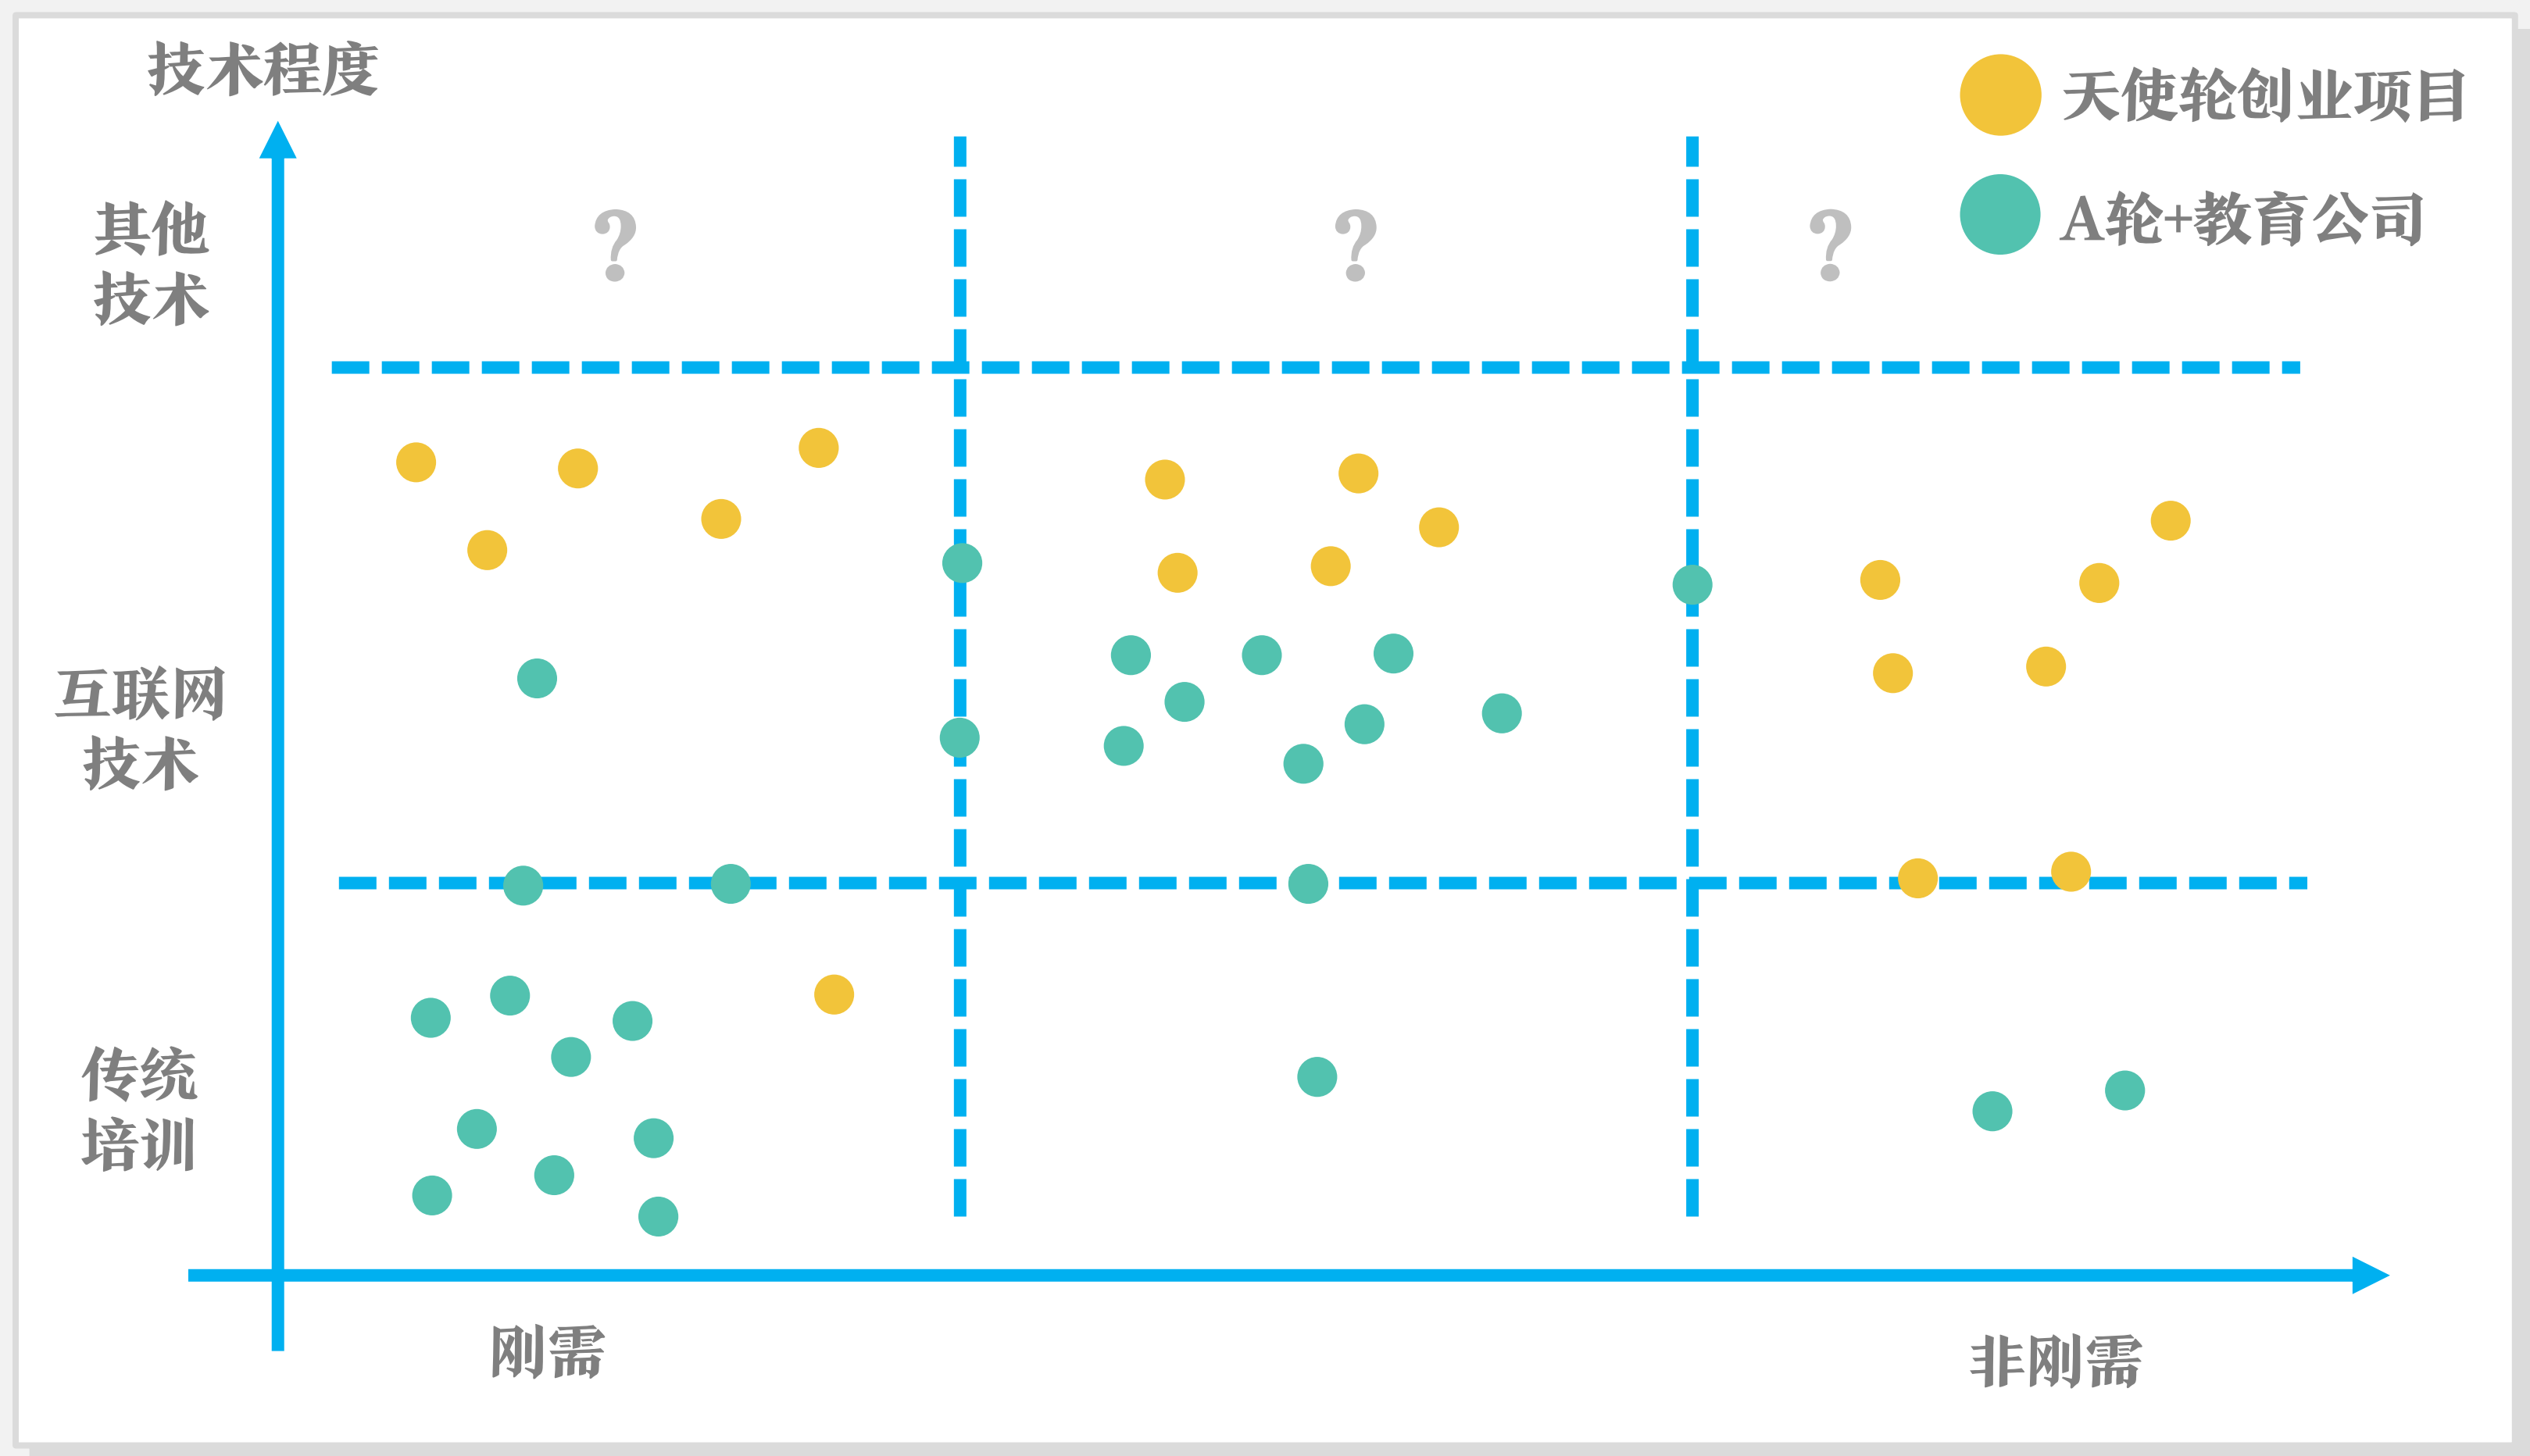 技术程度
天使轮创业项目
A轮+教育公司
其他
技术
?
?
?
互联网
技术
传统
培训
刚需
非刚需